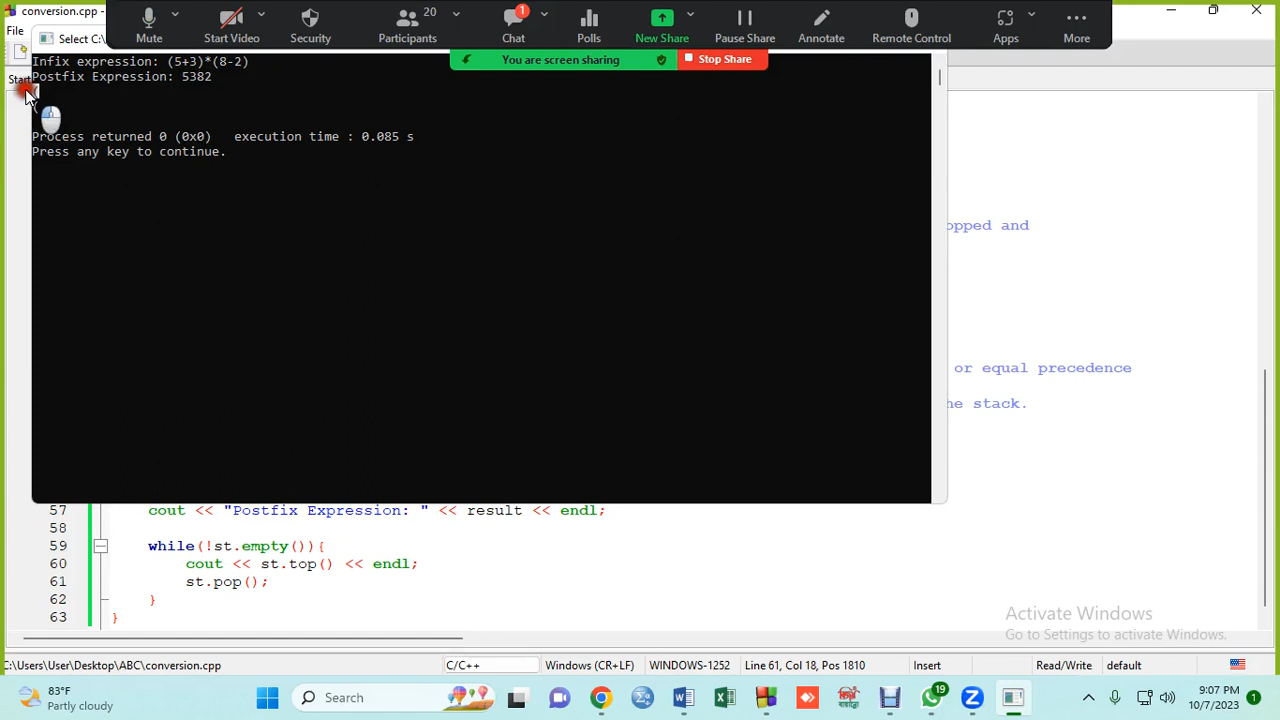 conversion.cpp -
File
Select C:\
Mute
Start Video
Security
20
Participants
1
Chat
Polls
New Share
Pause Share
Annotate
Remote Control
Apps
More
You are screen sharing
Stop Share
Start
Infix expression: (5+3)*(8-2)
Postfix Expression: 5382
(
(
Process returned 0 (0x0) execution time : 0.085 s
Press any key to continue.
opped and
or equal precedence
he stack.
57 cout << "Postfix Expression: " << result << endl;
58
59 while(!st.empty()){
60 cout << st.top() << endl;
61 st.pop();
62 }
63 }
Activate Windows
Go to Settings to activate Windows.
C:\Users\User\Desktop\ABC\conversion.cpp
C/C++
Windows (CR+LF)
WINDOWS-1252
Line 61, Col 18, Pos 1810
Insert
Read/Write
default
83°F
Partly cloudy
Search
19
9:07 PM
10/7/2023
1